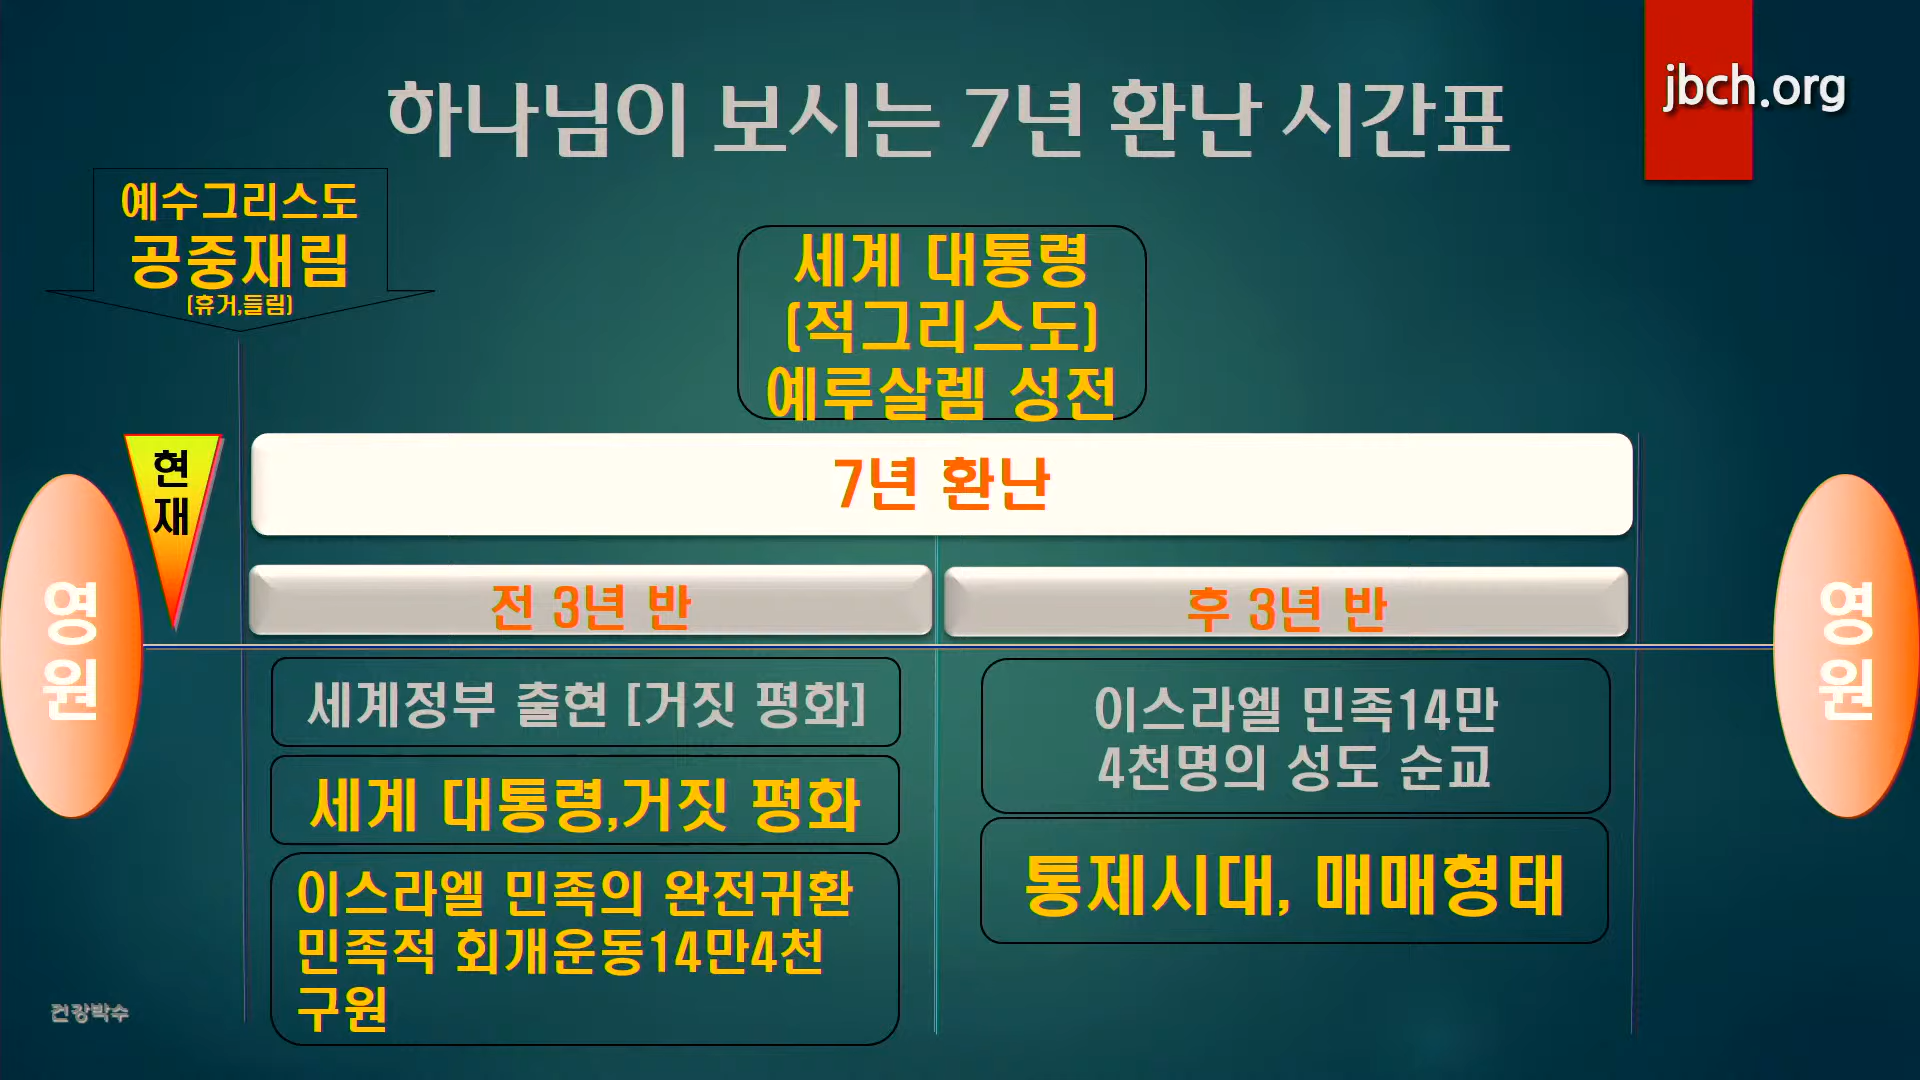 하나님이 보시는 7년 환난 시간표
jbch.org
예수그리스도
공중재림
(휴거,들림)
세계 대통령
(적그리스도)
예루살렘 성전
현
재
7년 환난
영원
영원
전 3년 반
후 3년 반
세계정부 출현 [거짓 평화]
세계 대통령,거짓 평화
이스라엘 민족의 완전귀환
민족적 회개운동14만4천
구원
이스라엘 민족14만
4천명의 성도 순교
통제시대, 매매형태
건강박수